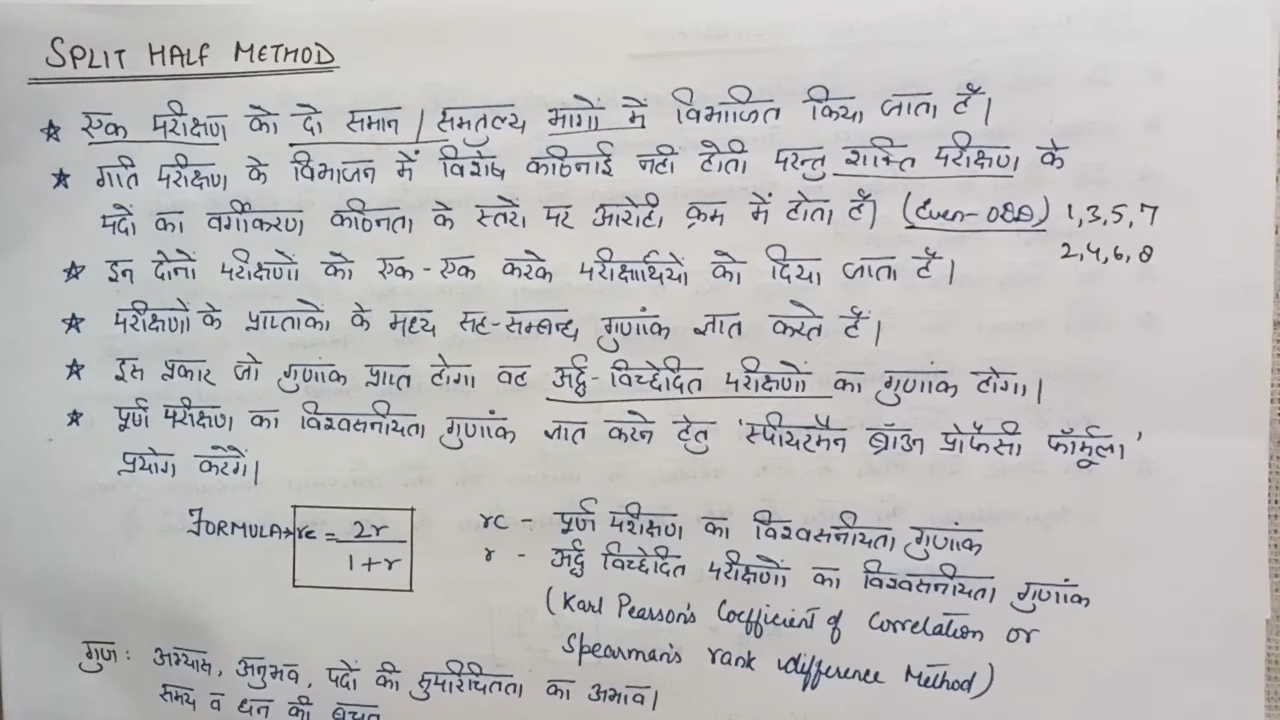 SPLIT HALF METHOD
★ एक परीक्षण को दो समान / समतुल्य भागों में विभाजित किया जाता है।
★ गति परीक्षण के विभाजन में विशेष कठिनाई नही होती परन्तु शक्ति परीक्षण के
पदों का वर्गीकरण कठिनता के स्तरों पर आरोही क्रम में होता है। (Even-ODD) 1,3,5,7
2,4,6,8
★ इन दोनों परीक्षणों को एक-एक करके परीक्षार्थियों को दिया जाता है।
★ परीक्षणों के प्राप्तांको के मध्य सह-सम्बन्ध गुणांक ज्ञात करते हैं।
★ इस प्रकार जो गुणांक प्राप्त होगा वह अर्द्ध-विच्छेदित परीक्षणों का गुणांक होगा।
★ पूर्ण परीक्षण का विश्वसनीयता गुणांक ज्ञात करने हेतु 'स्पीयरमैन ब्रॉउन प्रोफैसी फॉर्मूला'
प्रयोग करेगें।
FORMULA→ rc = 2r / 1+r
rc - पूर्ण परीक्षण का विश्वसनीयता गुणांक
r - अर्द्ध विच्छेदित परीक्षणों का विश्वसनीयता गुणांक
(Karl Pearson's Coefficient of Correlation or
Spearman's rank difference Method)
गुण: अभ्यास, अनुभव, पदों की सुपरिचितता का अभाव।
समय व धन की बचत